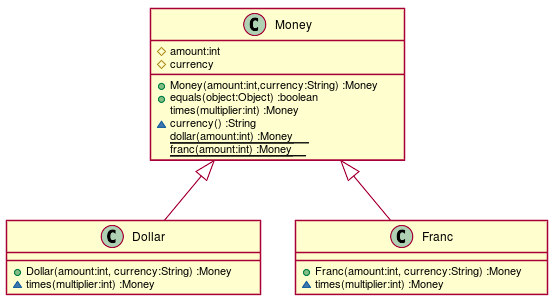 C Money
amount:int
currency
Money(amount:int,currency:String) :Money
equals(object:Object) :boolean
times(multiplier:int) :Money
currency() :String
dollar(amount:int) :Money
franc(amount:int) :Money
C Dollar
Dollar(amount:int, currency:String) :Money
times(multiplier:int) :Money
C Franc
Franc(amount:int, currency:String) :Money
times(multiplier:int) :Money